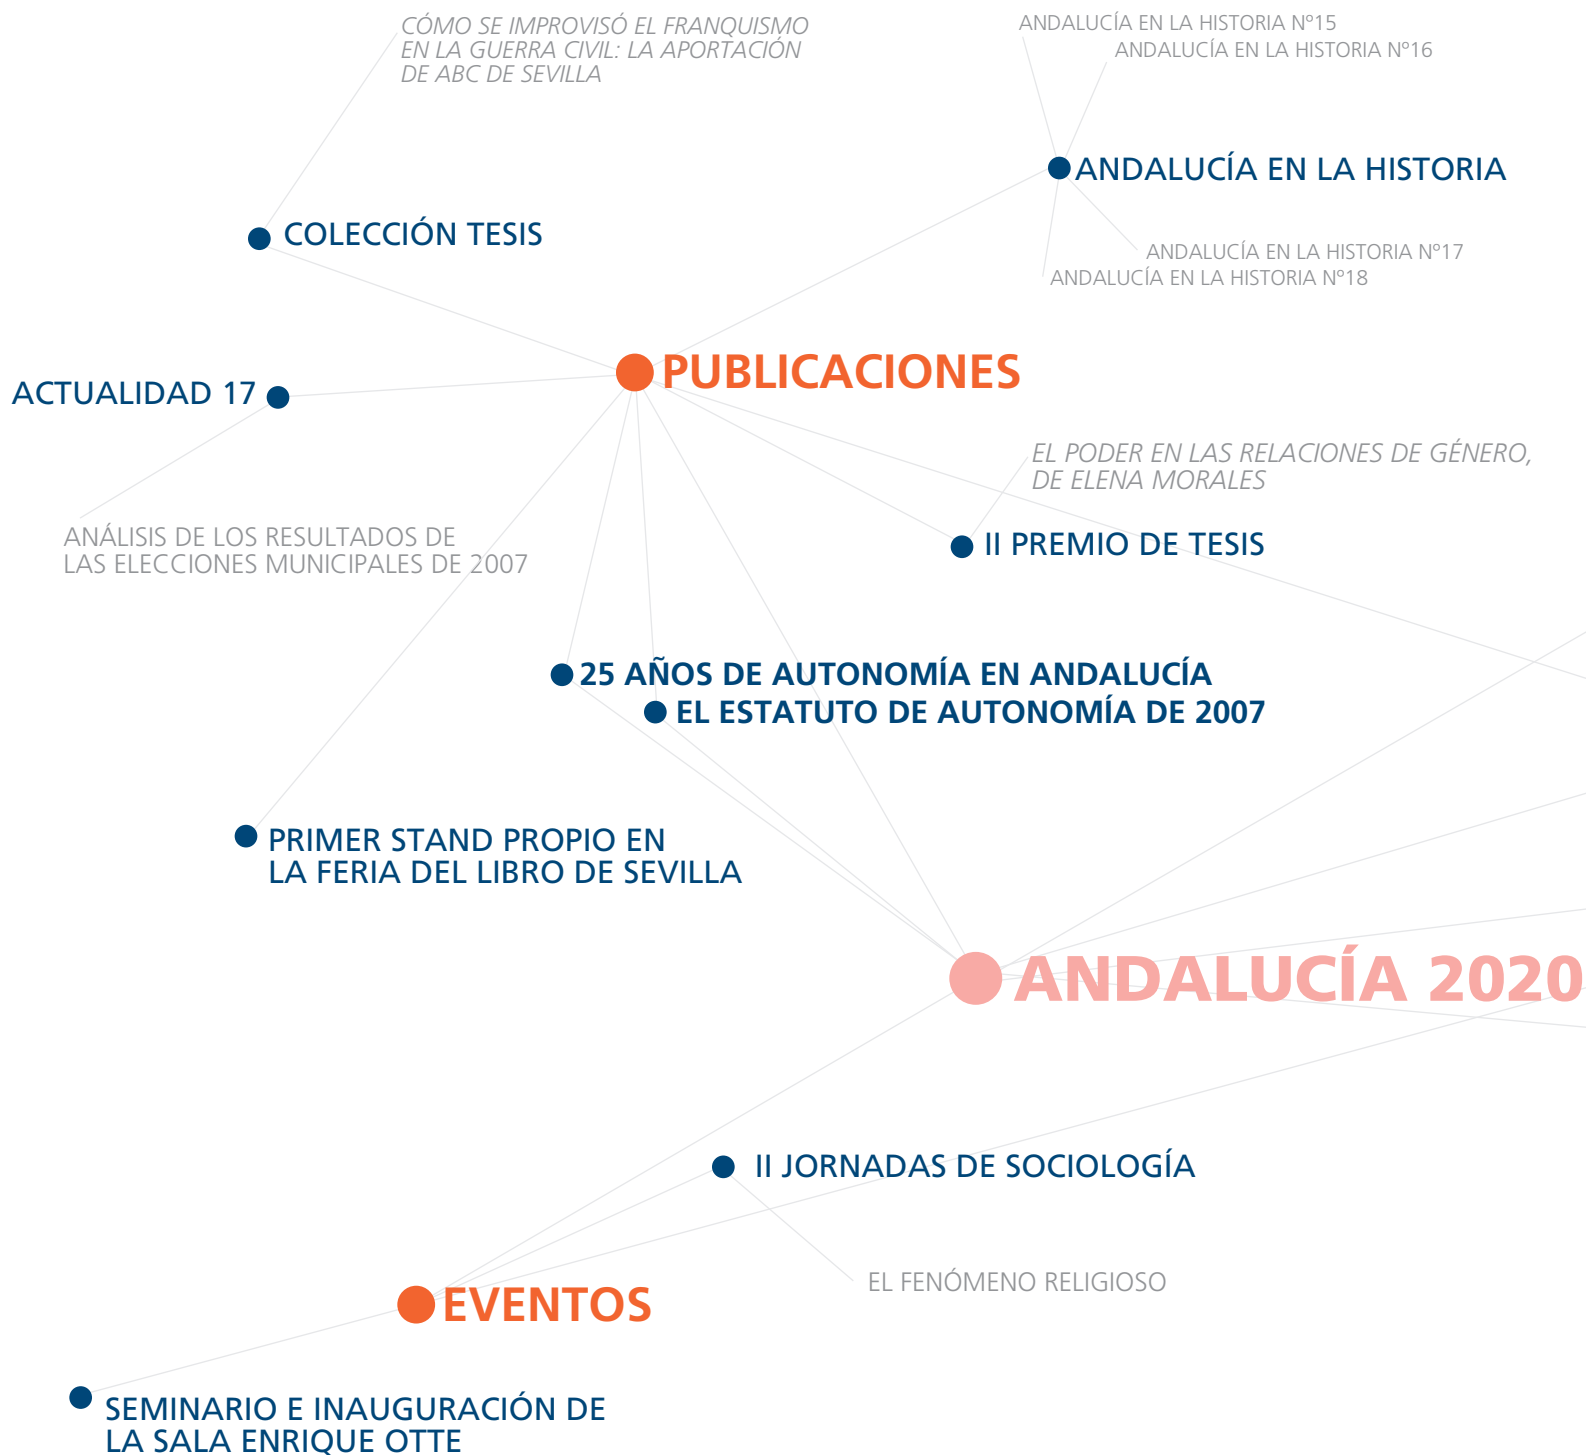 CÓMO SE IMPROVISÓ EL FRANQUISMO
EN LA GUERRA CIVIL: LA APORTACIÓN
DE ABC DE SEVILLA
ANDALUCÍA EN LA HISTORIA Nº15
ANDALUCÍA EN LA HISTORIA Nº16
ANDALUCÍA EN LA HISTORIA
COLECCIÓN TESIS
ANDALUCÍA EN LA HISTORIA Nº17
ANDALUCÍA EN LA HISTORIA Nº18
PUBLICACIONES
ACTUALIDAD 17
EL PODER EN LAS RELACIONES DE GÉNERO,
DE ELENA MORALES
ANÁLISIS DE LOS RESULTADOS DE
LAS ELECCIONES MUNICIPALES DE 2007
II PREMIO DE TESIS
25 AÑOS DE AUTONOMÍA EN ANDALUCÍA
EL ESTATUTO DE AUTONOMÍA DE 2007
PRIMER STAND PROPIO EN
LA FERIA DEL LIBRO DE SEVILLA
ANDALUCÍA 2020
II JORNADAS DE SOCIOLOGÍA
EL FENÓMENO RELIGIOSO
EVENTOS
SEMINARIO E INAUGURACIÓN DE
LA SALA ENRIQUE OTTE